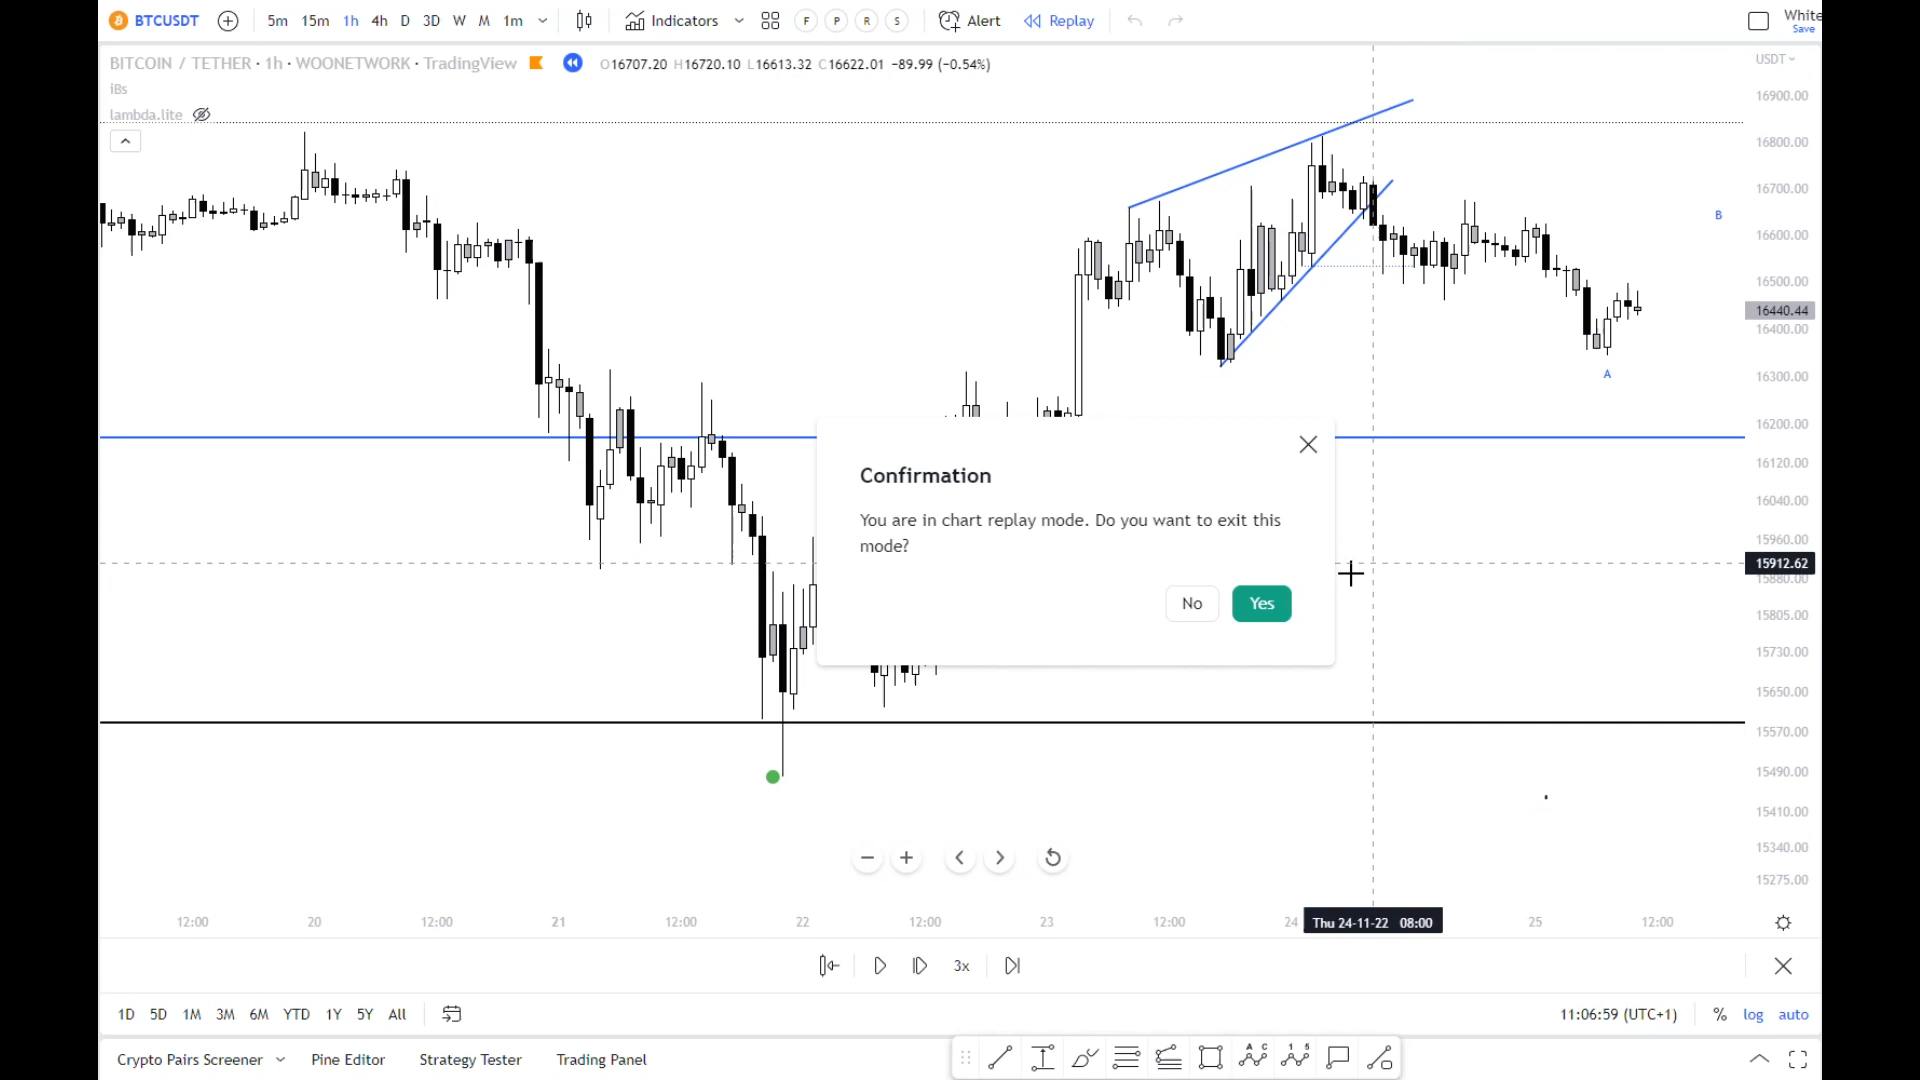 BTCUSDT 5m 15m 1h 4h D 3D W M 1m Indicators F P R S Alert Replay White
Save
BITCOIN / TETHER · 1h · WOONETWORK · TradingView O16707.20 H16720.10 L16613.32 C16622.01 −89.99 (−0.54%) USDT
iBs
lambda.lite
16900.00
16800.00
16700.00
B
16600.00
16500.00
16440.44
16400.00
A
16300.00
16200.00
16120.00
Confirmation
16040.00
You are in chart replay mode. Do you want to exit this
mode?
15960.00
15912.62
15880.00
No Yes
15805.00
15730.00
15650.00
15570.00
15490.00
15410.00
15340.00
15275.00
12:00 20 12:00 21 12:00 22 12:00 23 12:00 24 Thu 24-11-22 08:00 25 12:00
3x
1D 5D 1M 3M 6M YTD 1Y 5Y All 11:06:59 (UTC+1) % log auto
Crypto Pairs Screener Pine Editor Strategy Tester Trading Panel A C 1 5